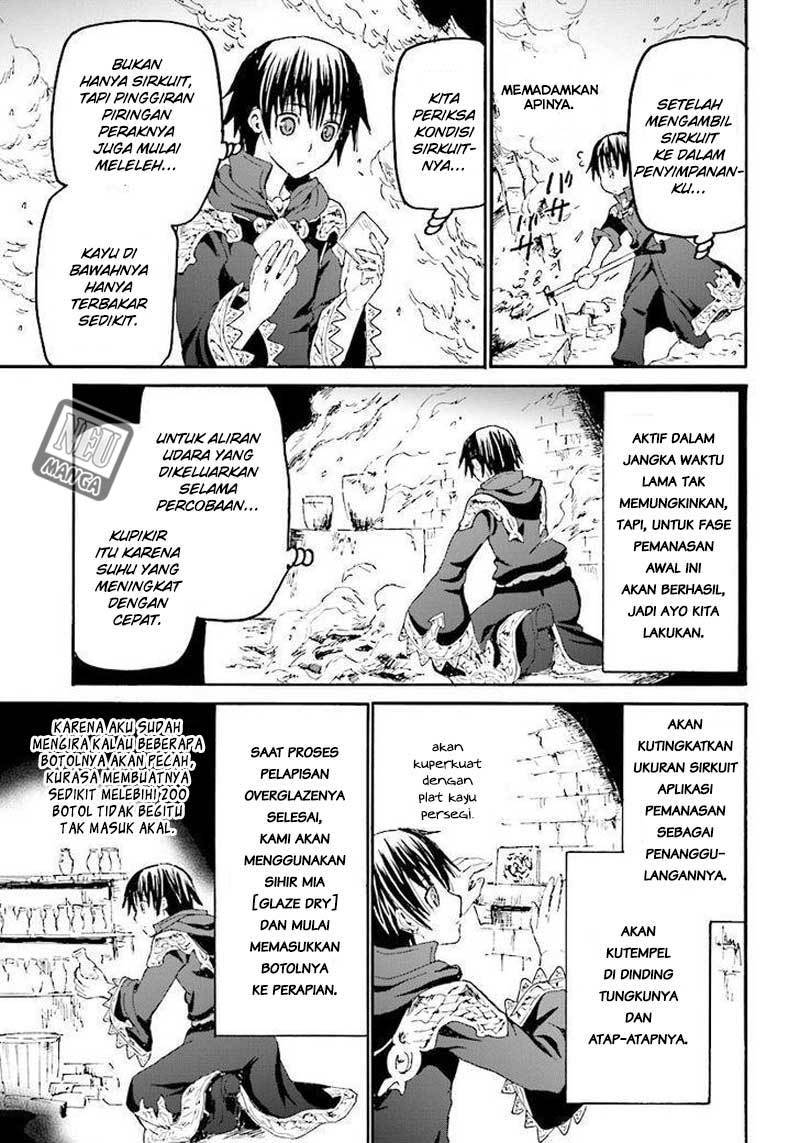 SETELAH
MENGAMBIL
SIRKUIT
KE DALAM
PENYIMPANAN-
KU...
MEMADAMKAN
APINYA.
KITA
PERIKSA
KONDISI
SIRKUIT-
NYA...
BUKAN
HANYA SIRKUIT,
TAPI PINGGIRAN
PIRINGAN
PERAKNYA
JUGA MULAI
MELELEH...
KAYU DI
BAWAHNYA
HANYA
TERBAKAR
SEDIKIT.
AKTIF DALAM
JANGKA WAKTU
LAMA TAK
MEMUNGKINKAN,
TAPI, UNTUK FASE
PEMANASAN
AWAL INI
AKAN BERHASIL,
JADI AYO KITA
LAKUKAN.
UNTUK ALIRAN
UDARA YANG
DIKELUARKAN
SELAMA
PERCOBAAN...
KUPIKIR
ITU KARENA
SUHU YANG
MENINGKAT
DENGAN
CEPAT.
NEU
MANGA
AKAN
KUTINGKATKAN
UKURAN SIRKUIT
APLIKASI
PEMANASAN
SEBAGAI
PENANGGU-
LANGANNYA.
AKAN
KUTEMPEL
DI DINDING
TUNGKUNYA
DAN
ATAP-ATAPNYA.
akan
kuperkuat
dengan
plat kayu
persegi.
SAAT PROSES
PELAPISAN
OVERGLAZENYA
SELESAI,
KAMI AKAN
MENGGUNAKAN
SIHIR MIA
[GLAZE DRY]
DAN MULAI
MEMASUKKAN
BOTOLNYA
KE PERAPIAN.
KARENA AKU SUDAH
MENGIRA KALAU BEBERAPA
BOTOLNYA AKAN PECAH,
KURASA MEMBUATNYA
SEDIKIT MELEBIHI 200
BOTOL TIDAK BEGITU
TAK MASUK AKAL.